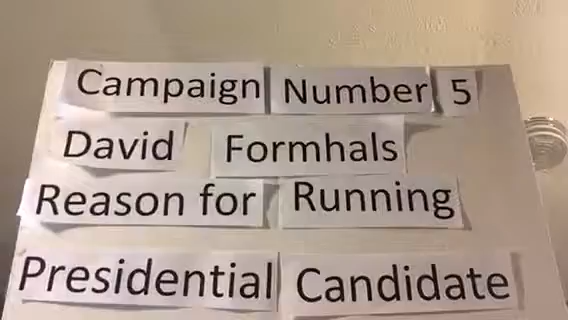 Campaign Number 5
David Formhals
Reason for Running
Presidential Candidate